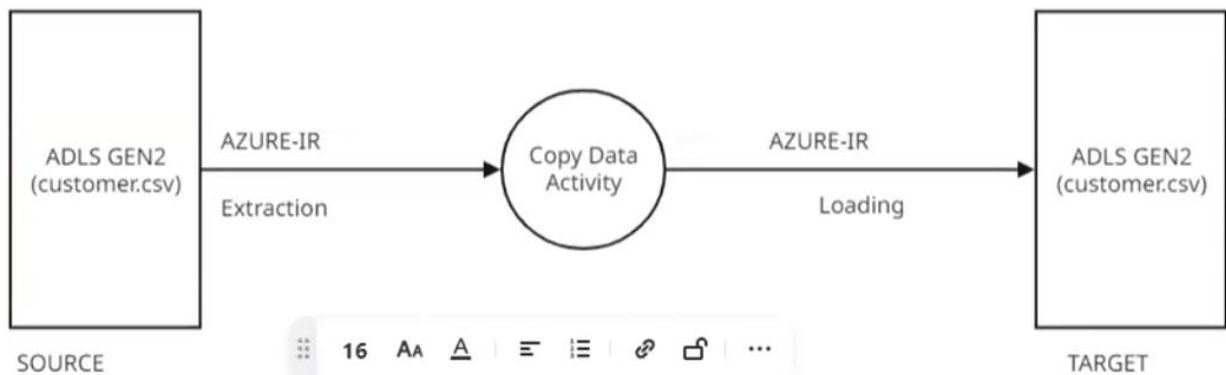 ADLS GEN2
(customer.csv)
AZURE-IR
Extraction
Copy Data
Activity
AZURE-IR
Loading
ADLS GEN2
(customer.csv)
SOURCE
16 AA A
TARGET